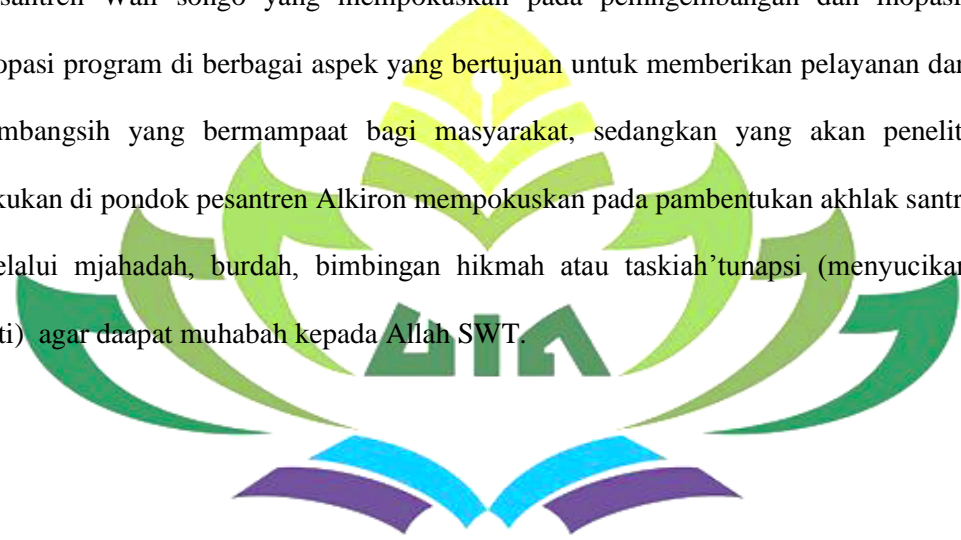 santren Wali songo yang mempokuskan pada pemngembangan dan inopasi
opasi program di berbagai aspek yang bertujuan untuk memberikan pelayanan dan
mbangsih yang bermampaat bagi masyarakat, sedangkan yang akan penelit
kukan di pondok pesantren Alkiron mempokuskan pada pambentukan akhlak santr
elalui mjahadah, burdah, bimbingan hikmah atau taskiah'tunapsi (menyucikan
ti) agar daapat muhabah kepada Allah SWT.
UIN